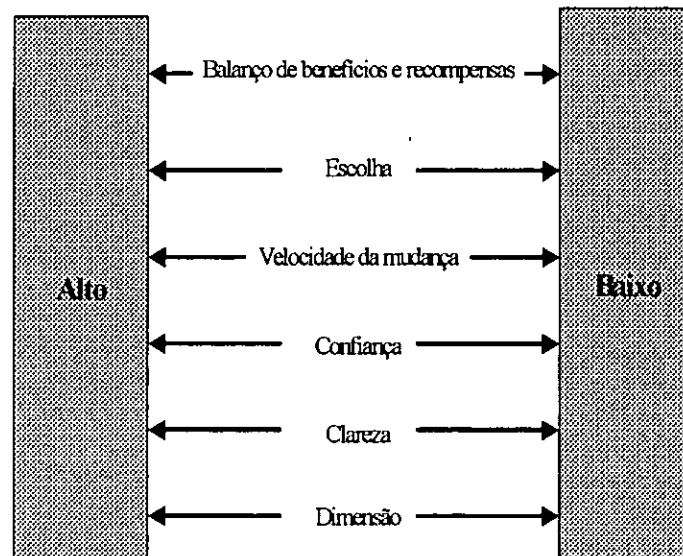 Balanço de benefícios e recompensas
Escolha
Velocidade da mudança
Alto
Baixo
Confiança
Clareza
Dimensão